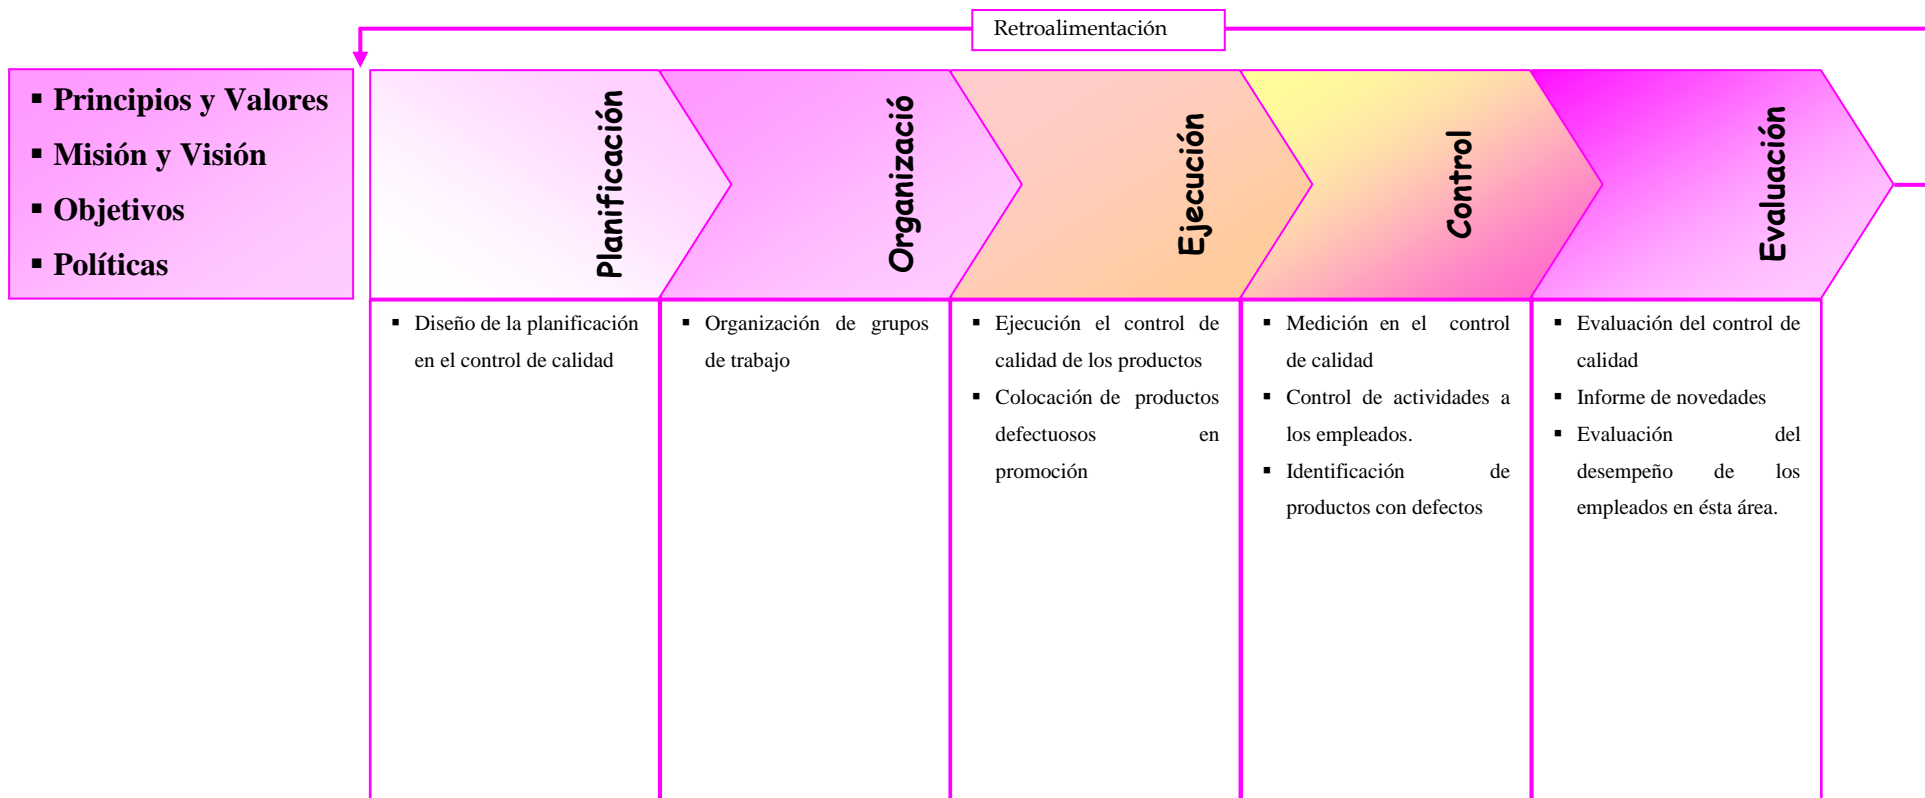 Retroalimentación
▪ Principios y Valores
▪ Misión y Visión
▪ Objetivos
▪ Políticas
Planificación
Organizació
Ejecución
Control
Evaluación
▪ Diseño de la planificación
en el control de calidad
▪ Organización de grupos
de trabajo
▪ Ejecución el control de
calidad de los productos
▪ Colocación de productos
defectuosos en
promoción
▪ Medición en el control
de calidad
▪ Control de actividades a
los empleados.
▪ Identificación de
productos con defectos
▪ Evaluación del control de
calidad
▪ Informe de novedades
▪ Evaluación del
desempeño de los
empleados en ésta área.